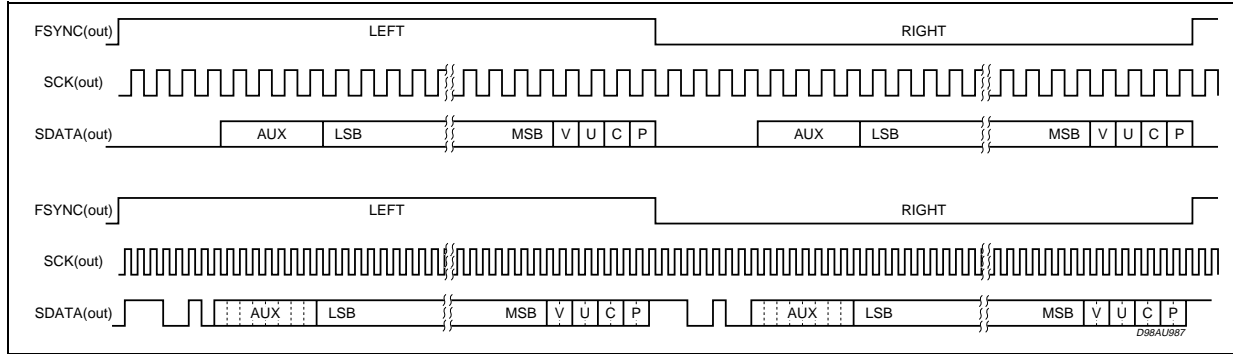 FSYNC(out) LEFT RIGHT
SCK(out)
SDATA(out) AUX LSB MSB V U C P AUX LSB MSB V U C P
FSYNC(out) LEFT RIGHT
SCK(out)
SDATA(out) AUX LSB MSB V U C P AUX LSB MSB V U C P
D98AU987